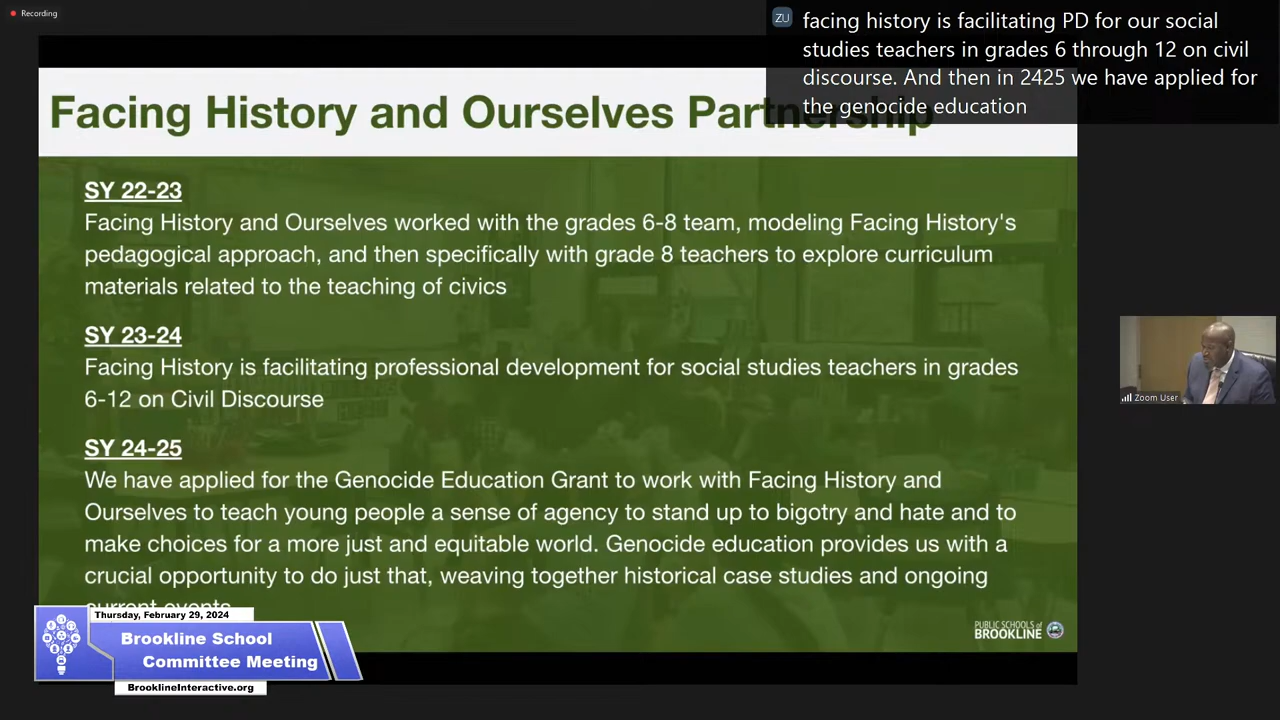 Recording
ZU
facing history is facilitating PD for our social
studies teachers in grades 6 through 12 on civil
discourse. And then in 2425 we have applied for
the genocide education
Facing History and Ourselves Partnership
SY 22-23
Facing History and Ourselves worked with the grades 6-8 team, modeling Facing History's
pedagogical approach, and then specifically with grade 8 teachers to explore curriculum
materials related to the teaching of civics
SY 23-24
Facing History is facilitating professional development for social studies teachers in grades
6-12 on Civil Discourse
SY 24-25
We have applied for the Genocide Education Grant to work with Facing History and
Ourselves to teach young people a sense of agency to stand up to bigotry and hate and to
make choices for a more just and equitable world. Genocide education provides us with a
crucial opportunity to do just that, weaving together historical case studies and ongoing
current events
Zoom User
Thursday, February 29, 2024
Brookline School
Committee Meeting
BrooklineInteractive.org
PUBLIC SCHOOLS of
BROOKLINE